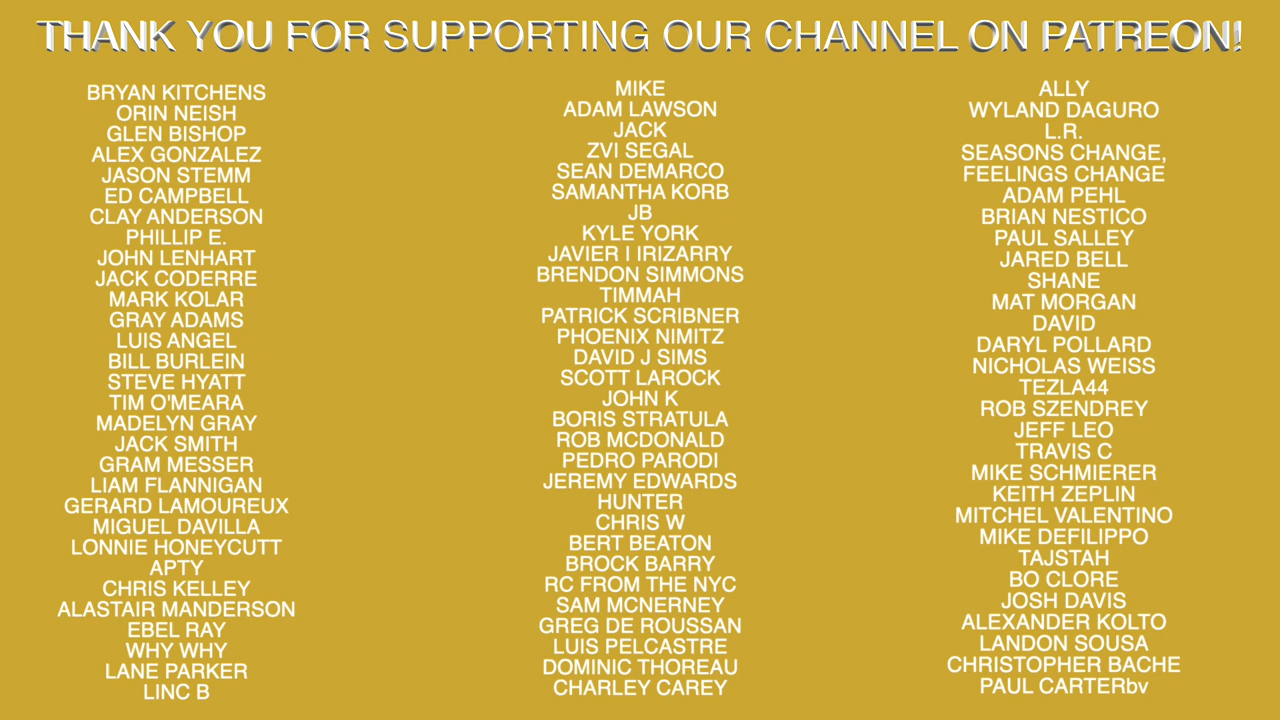 THANK YOU FOR SUPPORTING OUR CHANNEL ON PATREON!
BRYAN KITCHENS
ORIN NEISH
GLEN BISHOP
ALEX GONZALEZ
JASON STEMM
ED CAMPBELL
CLAY ANDERSON
PHILLIP E.
JOHN LENHART
JACK CODERRE
MARK KOLAR
GRAY ADAMS
LUIS ANGEL
BILL BURLEIN
STEVE HYATT
TIM O'MEARA
MADELYN GRAY
JACK SMITH
GRAM MESSER
LIAM FLANNIGAN
GERARD LAMOUREUX
MIGUEL DAVILLA
LONNIE HONEYCUTT
APTY
CHRIS KELLEY
ALASTAIR MANDERSON
EBEL RAY
WHY WHY
LANE PARKER
LINC B
MIKE
ADAM LAWSON
JACK
ZVI SEGAL
SEAN DEMARCO
SAMANTHA KORB
JB
KYLE YORK
JAVIER I IRIZARRY
BRENDON SIMMONS
TIMMAH
PATRICK SCRIBNER
PHOENIX NIMITZ
DAVID J SIMS
SCOTT LAROCK
JOHN K
BORIS STRATULA
ROB MCDONALD
PEDRO PARODI
JEREMY EDWARDS
HUNTER
CHRIS W
BERT BEATON
BROCK BARRY
RC FROM THE NYC
SAM MCNERNEY
GREG DE ROUSSAN
LUIS PELCASTRE
DOMINIC THOREAU
CHARLEY CAREY
ALLY
WYLAND DAGURO
L.R.
SEASONS CHANGE,
FEELINGS CHANGE
ADAM PEHL
BRIAN NESTICO
PAUL SALLEY
JARED BELL
SHANE
MAT MORGAN
DAVID
DARYL POLLARD
NICHOLAS WEISS
TEZLA44
ROB SZENDREY
JEFF LEO
TRAVIS C
MIKE SCHMIERER
KEITH ZEPLIN
MITCHEL VALENTINO
MIKE DEFILIPPO
TAJSTAH
BO CLORE
JOSH DAVIS
ALEXANDER KOLTO
LANDON SOUSA
CHRISTOPHER BACHE
PAUL CARTERbv